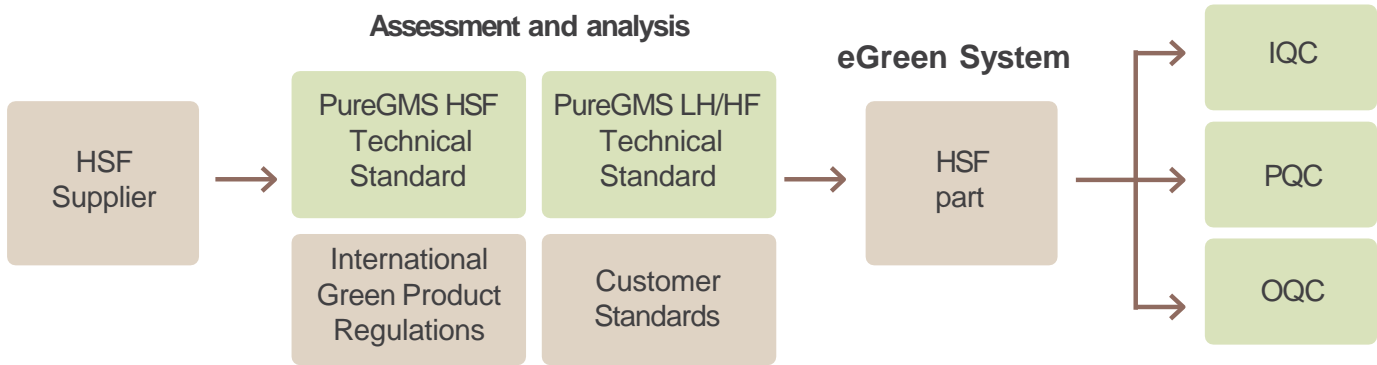 Assessment and analysis
eGreen System
HSF
Supplier
PureGMS HSF
Technical
Standard
PureGMS LH/HF
Technical
Standard
International
Green Product
Regulations
Customer
Standards
HSF
part
IQC
PQC
OQC